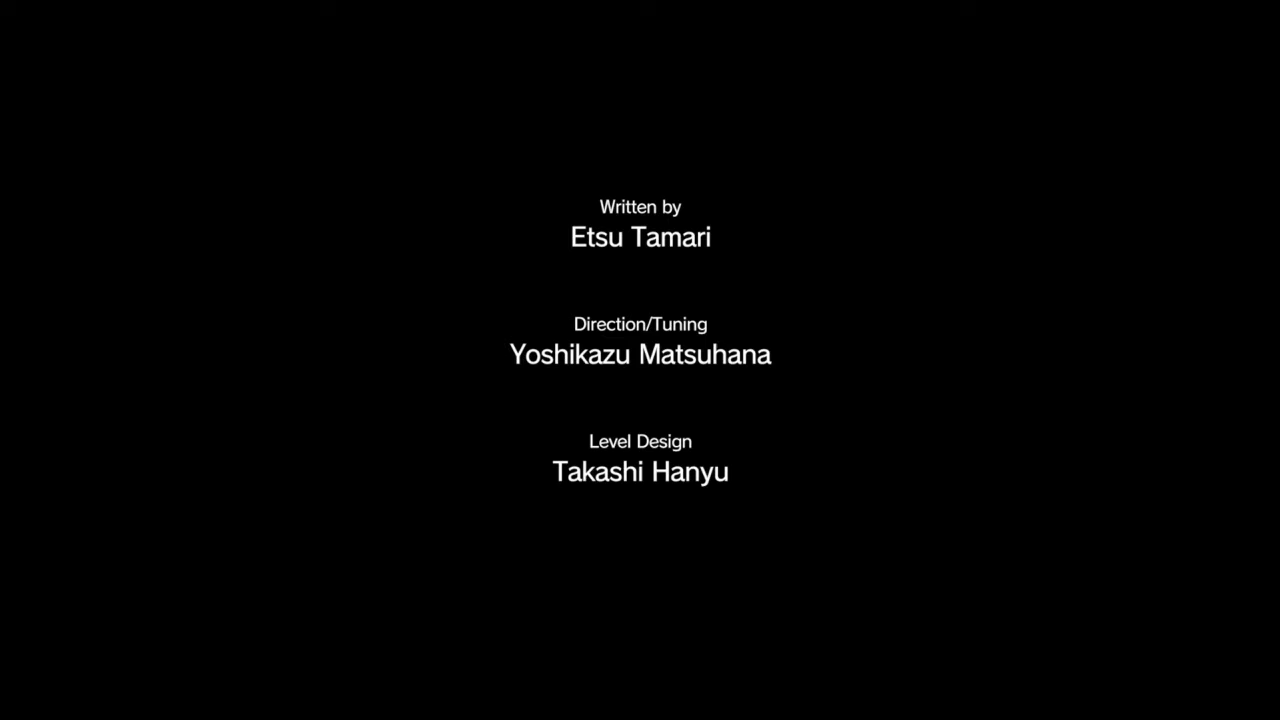 Written by
Etsu Tamari
Direction/Tuning
Yoshikazu Matsuhana
Level Design
Takashi Hanyu